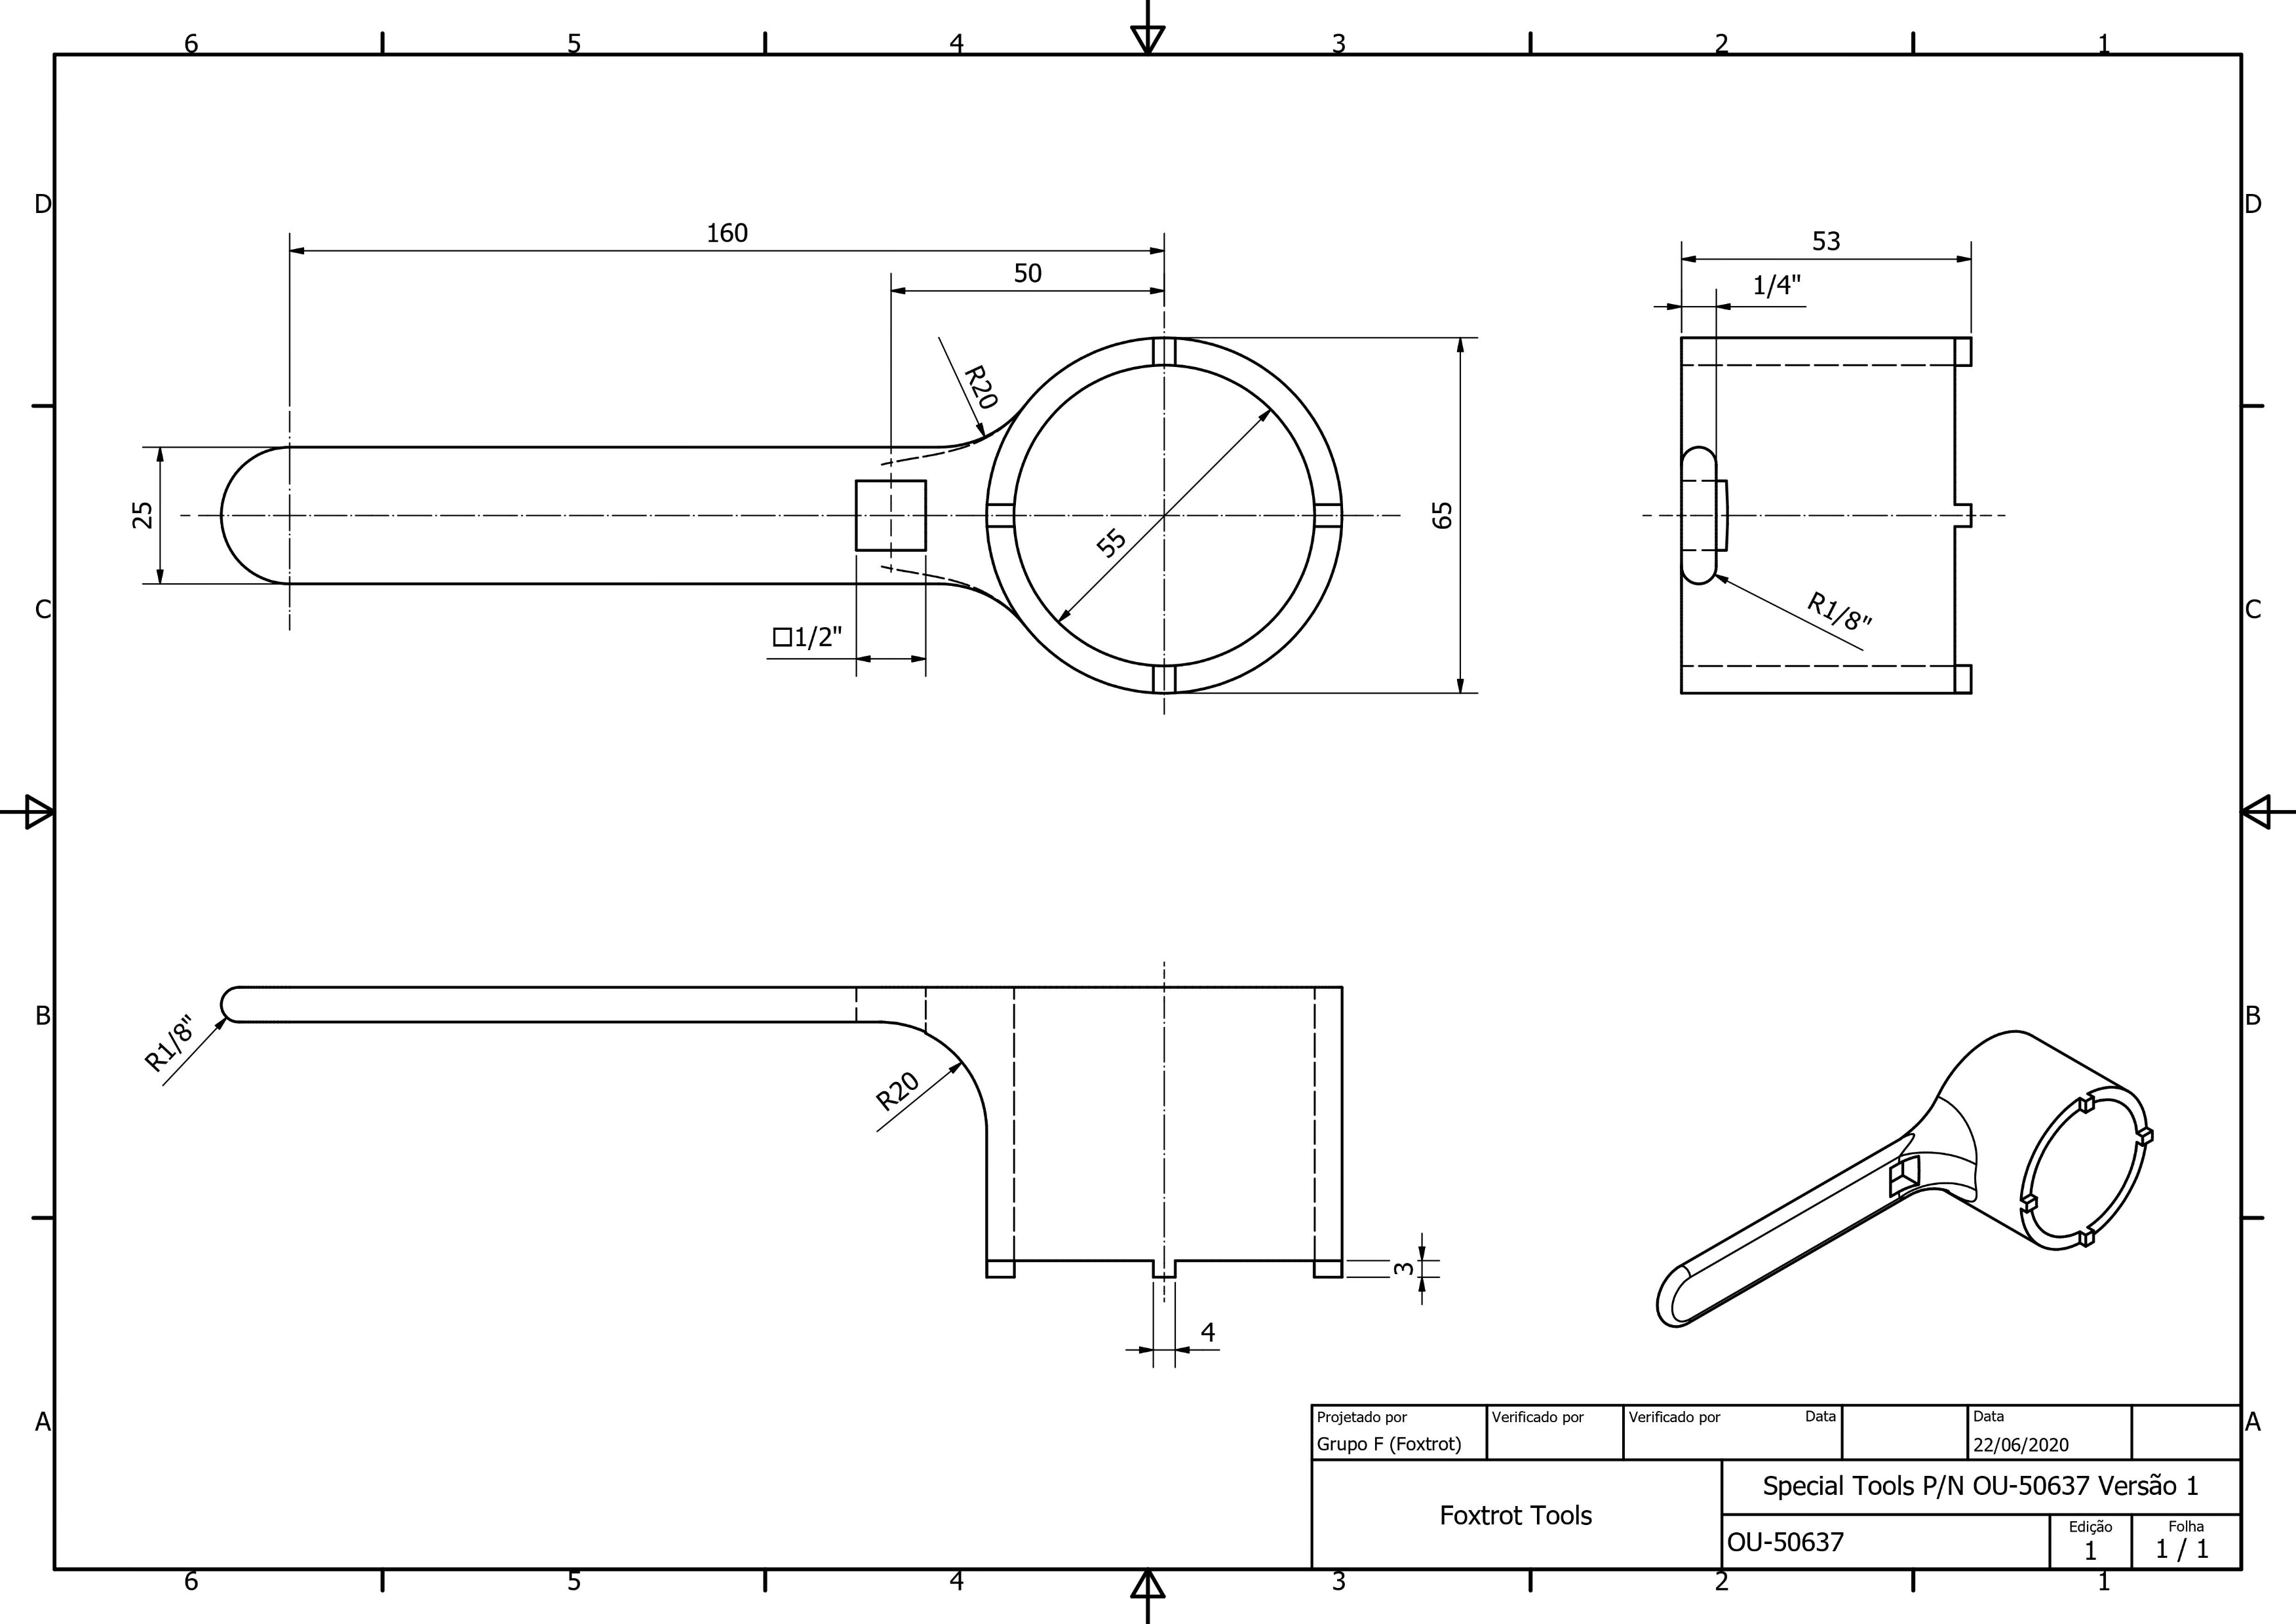 6 5 4 3 2 1
D D
160
53
50
1/4"
R20
25
55
65
C C
R1/8"
□1/2"
B B
R1/8"
R20
3
4
A A
Projetado por Verificado por Verificado por Data Data
Grupo F (Foxtrot) 22/06/2020
Special Tools P/N OU-50637 Versão 1
Foxtrot Tools
OU-50637
Edição Folha
1 1 / 1
6 5 4 3 2 1